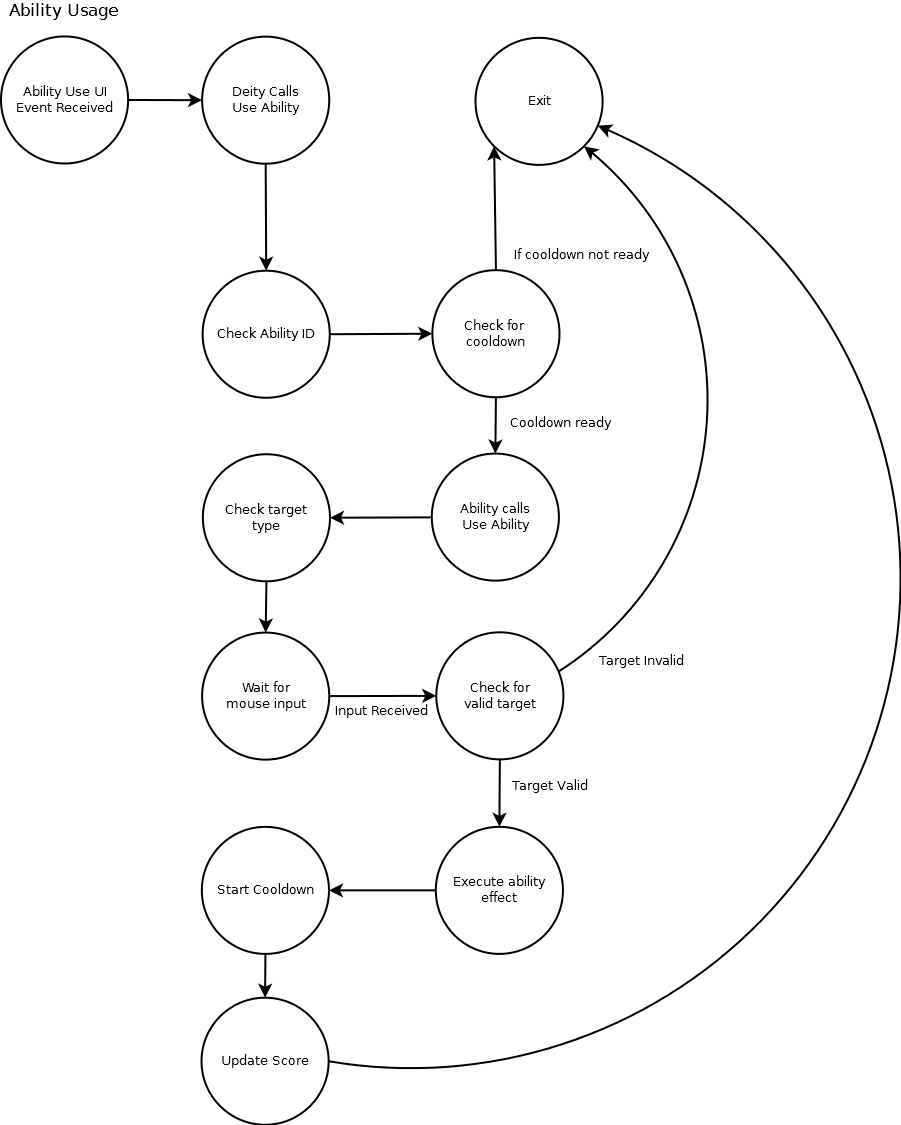 Ability Usage
Ability Use UI
Event Received
Deity Calls
Use Ability
Exit
If cooldown not ready
Check Ability ID
Check for
cooldown
Cooldown ready
Check target
type
Ability calls
Use Ability
Target Invalid
Wait for
mouse input
Input Received
Check for
valid target
Target Valid
Start Cooldown
Execute ability
effect
Update Score